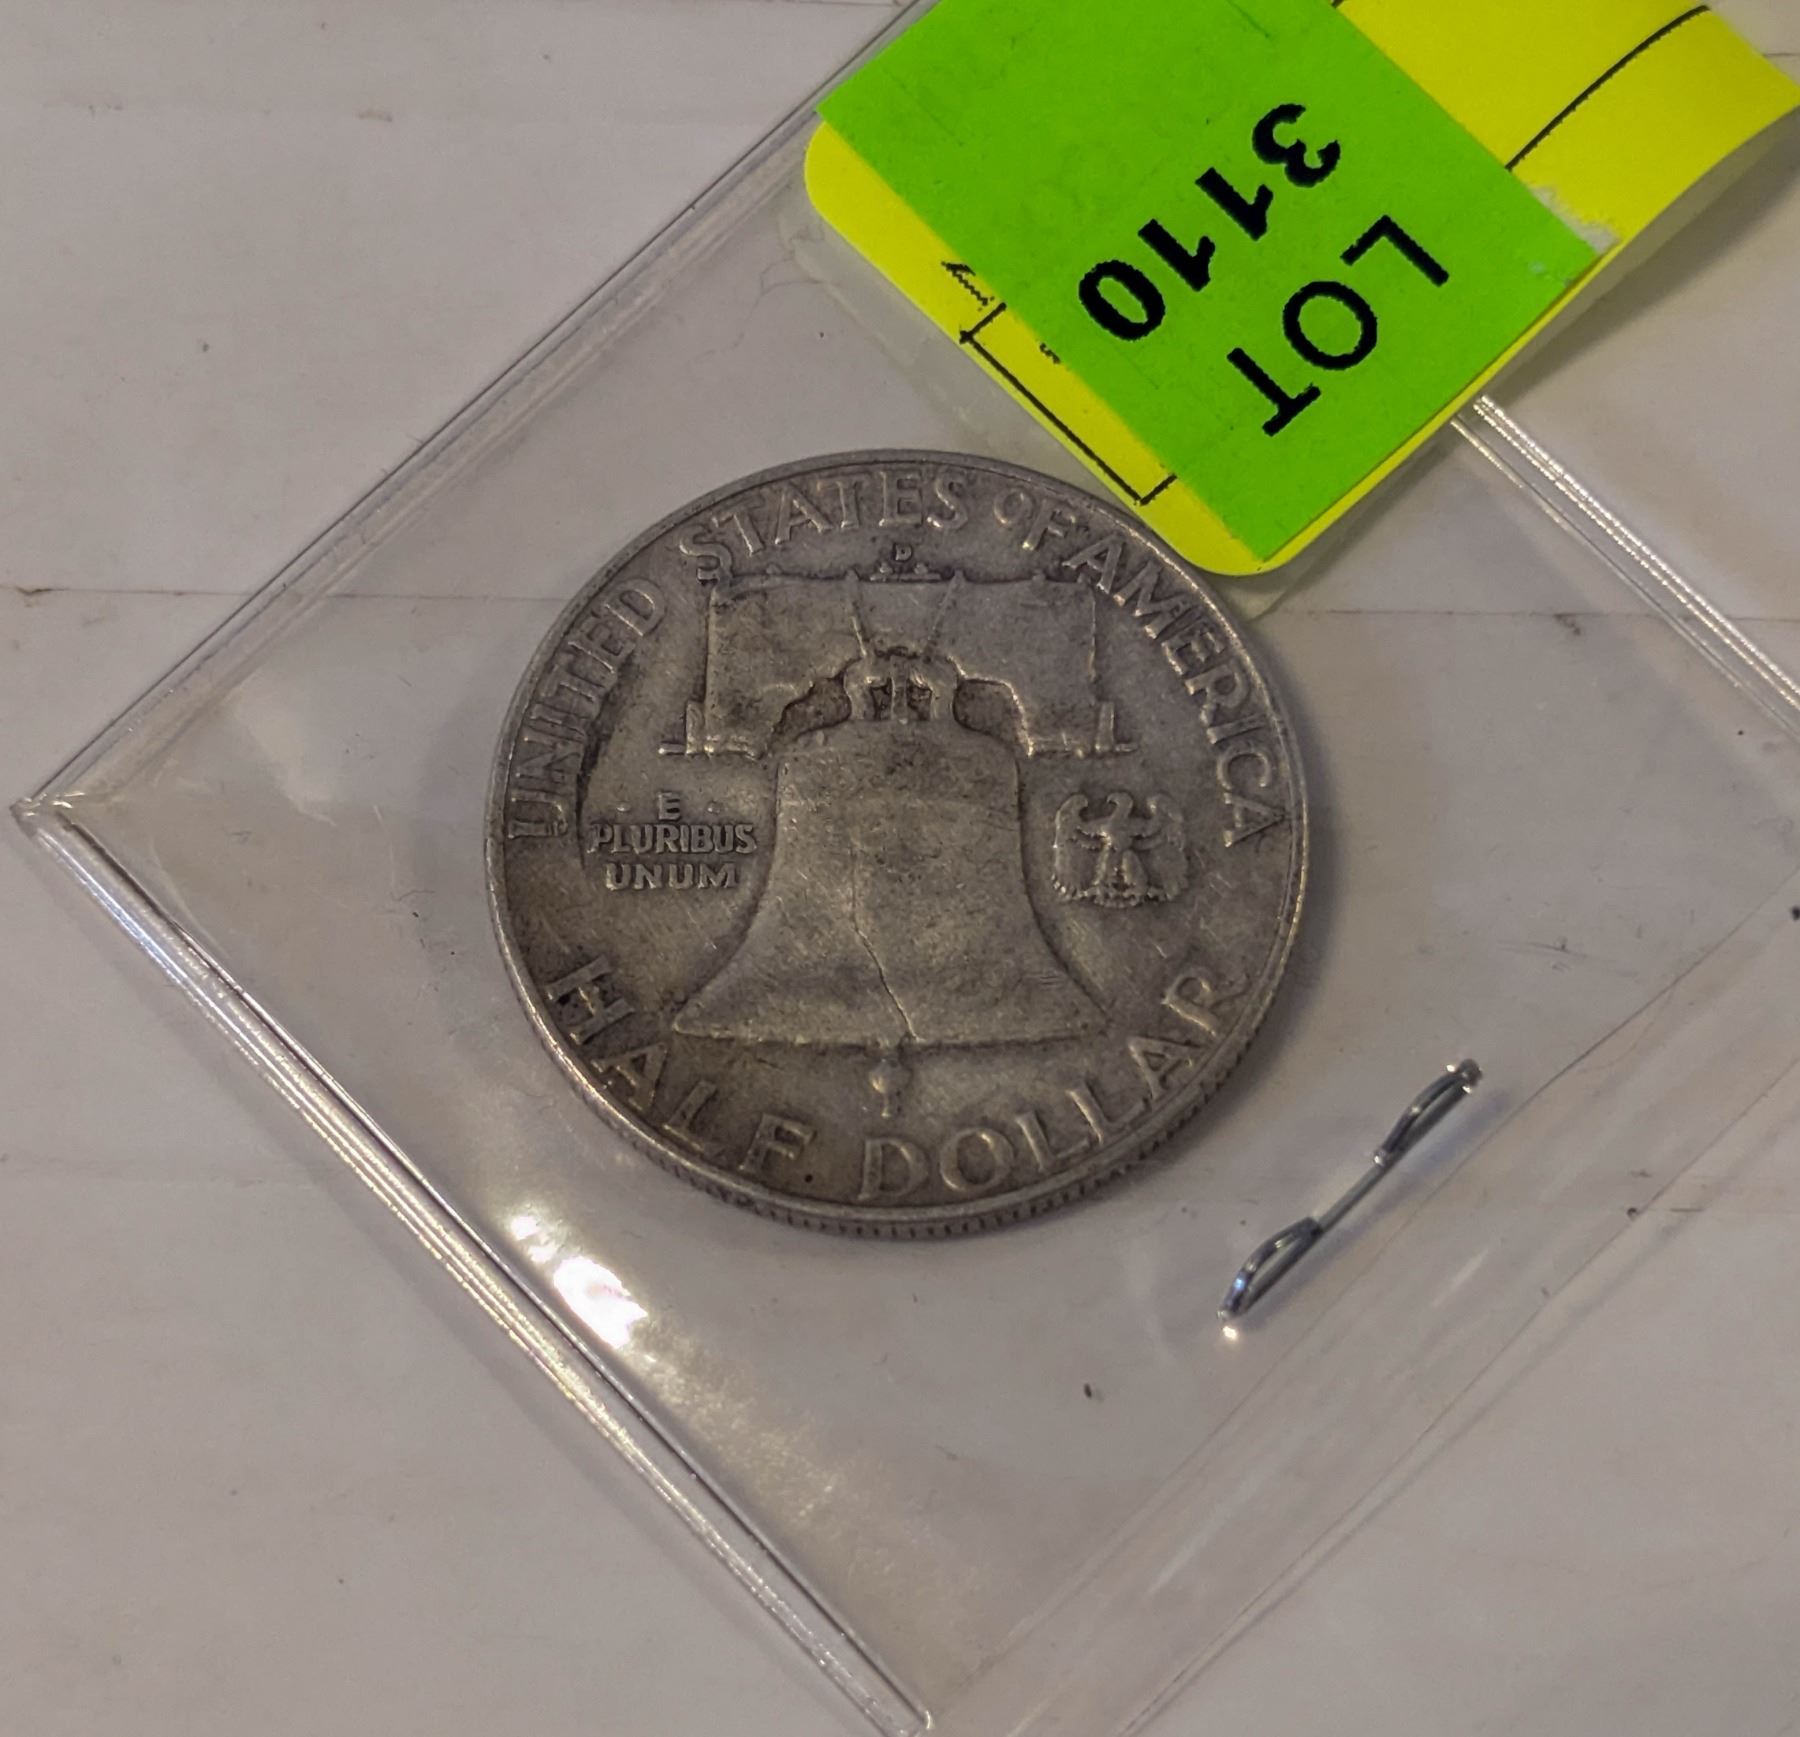 LOT
3110
UNITED STATES OF AMERICA
D
E
PLURIBUS
UNUM
HALF DOLLAR